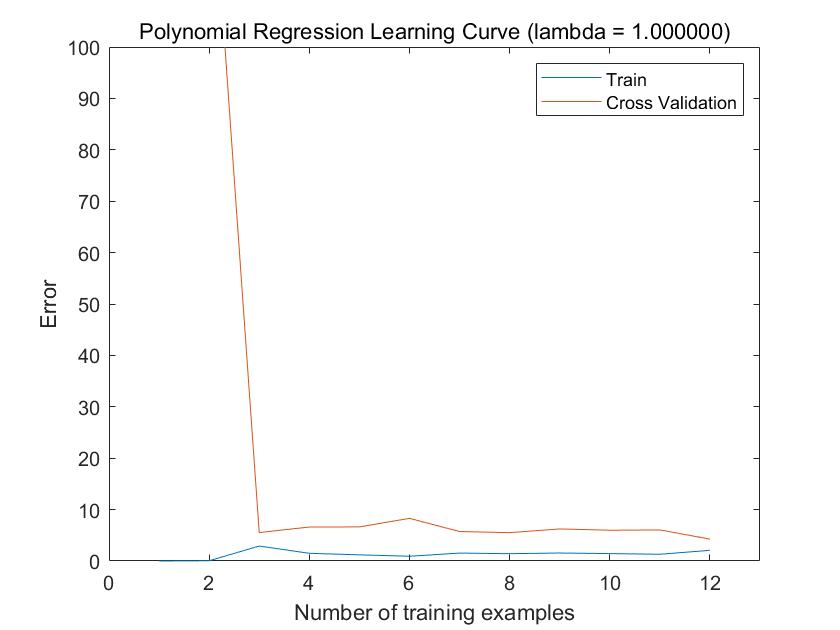 Polynomial Regression Learning Curve (lambda = 1.000000)
100
90
80
70
60
50
40
30
20
10
0
Error
Train
Cross Validation
0 2 4 6 8 10 12
Number of training examples